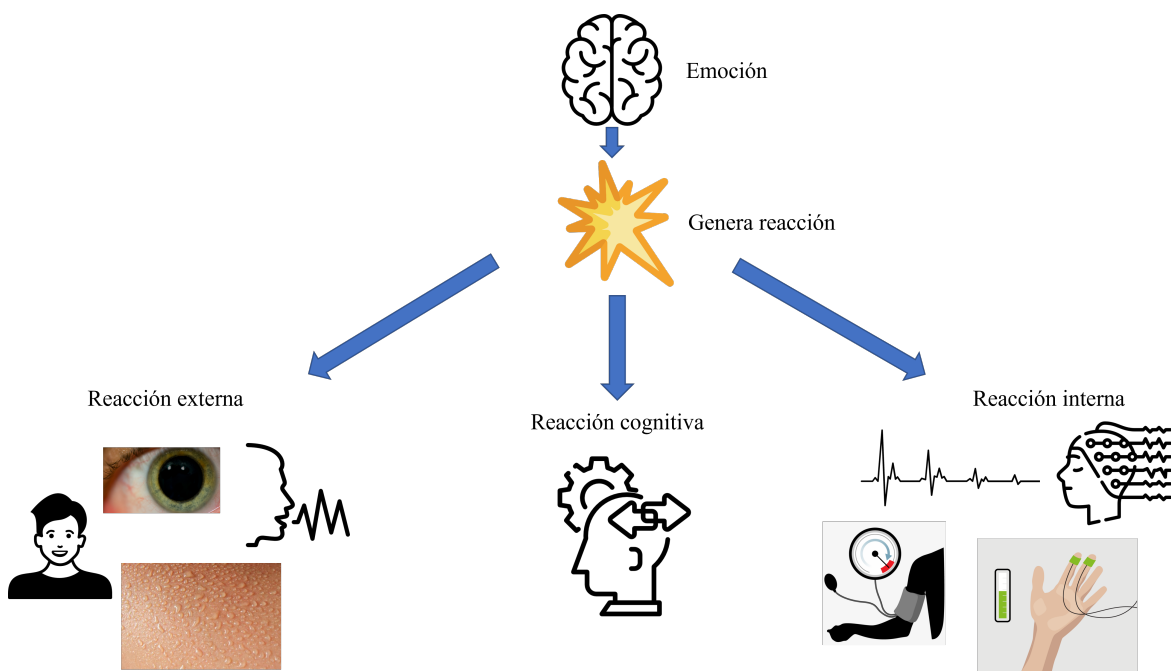 Emoción
Genera reacción
Reacción externa
Reacción cognitiva
Reacción interna